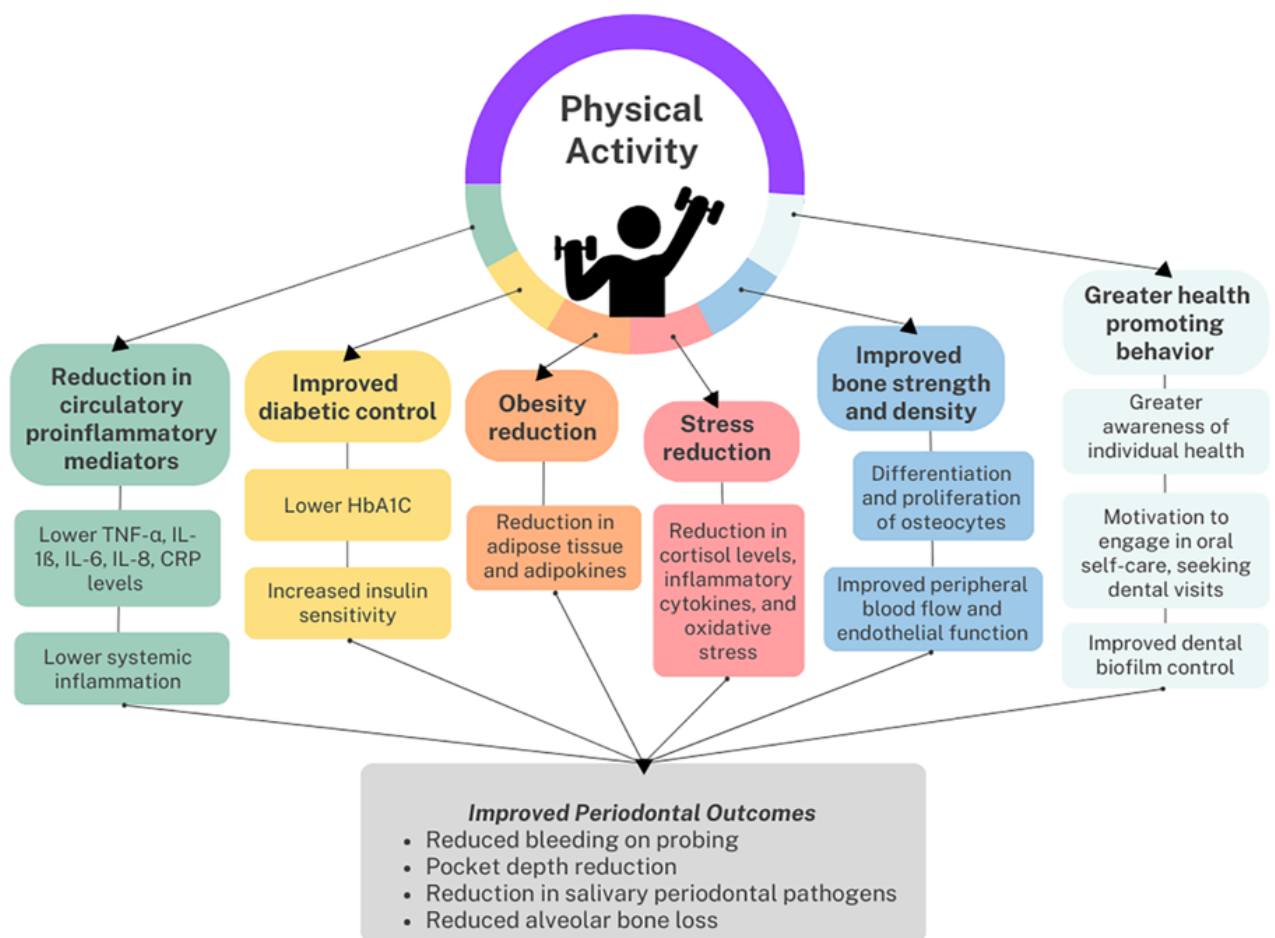 Physical
Activity
Reduction in
circulatory
proinflammatory
mediators
Lower TNF-α, IL-
1ß, IL-6, IL-8, CRP
levels
Lower systemic
inflammation
Improved
diabetic control
Lower HbA1C
Increased insulin
sensitivity
Obesity
reduction
Reduction in
adipose tissue
and adipokines
Stress
reduction
Reduction in
cortisol levels,
inflammatory
cytokines, and
oxidative
stress
Improved
bone strength
and density
Differentiation
and proliferation
of osteocytes
Improved peripheral
blood flow and
endothelial function
Greater health
promoting
behavior
Greater
awareness of
individual health
Motivation to
engage in oral
self-care, seeking
dental visits
Improved dental
biofilm control
Improved Periodontal Outcomes
• Reduced bleeding on probing
• Pocket depth reduction
• Reduction in salivary periodontal pathogens
• Reduced alveolar bone loss